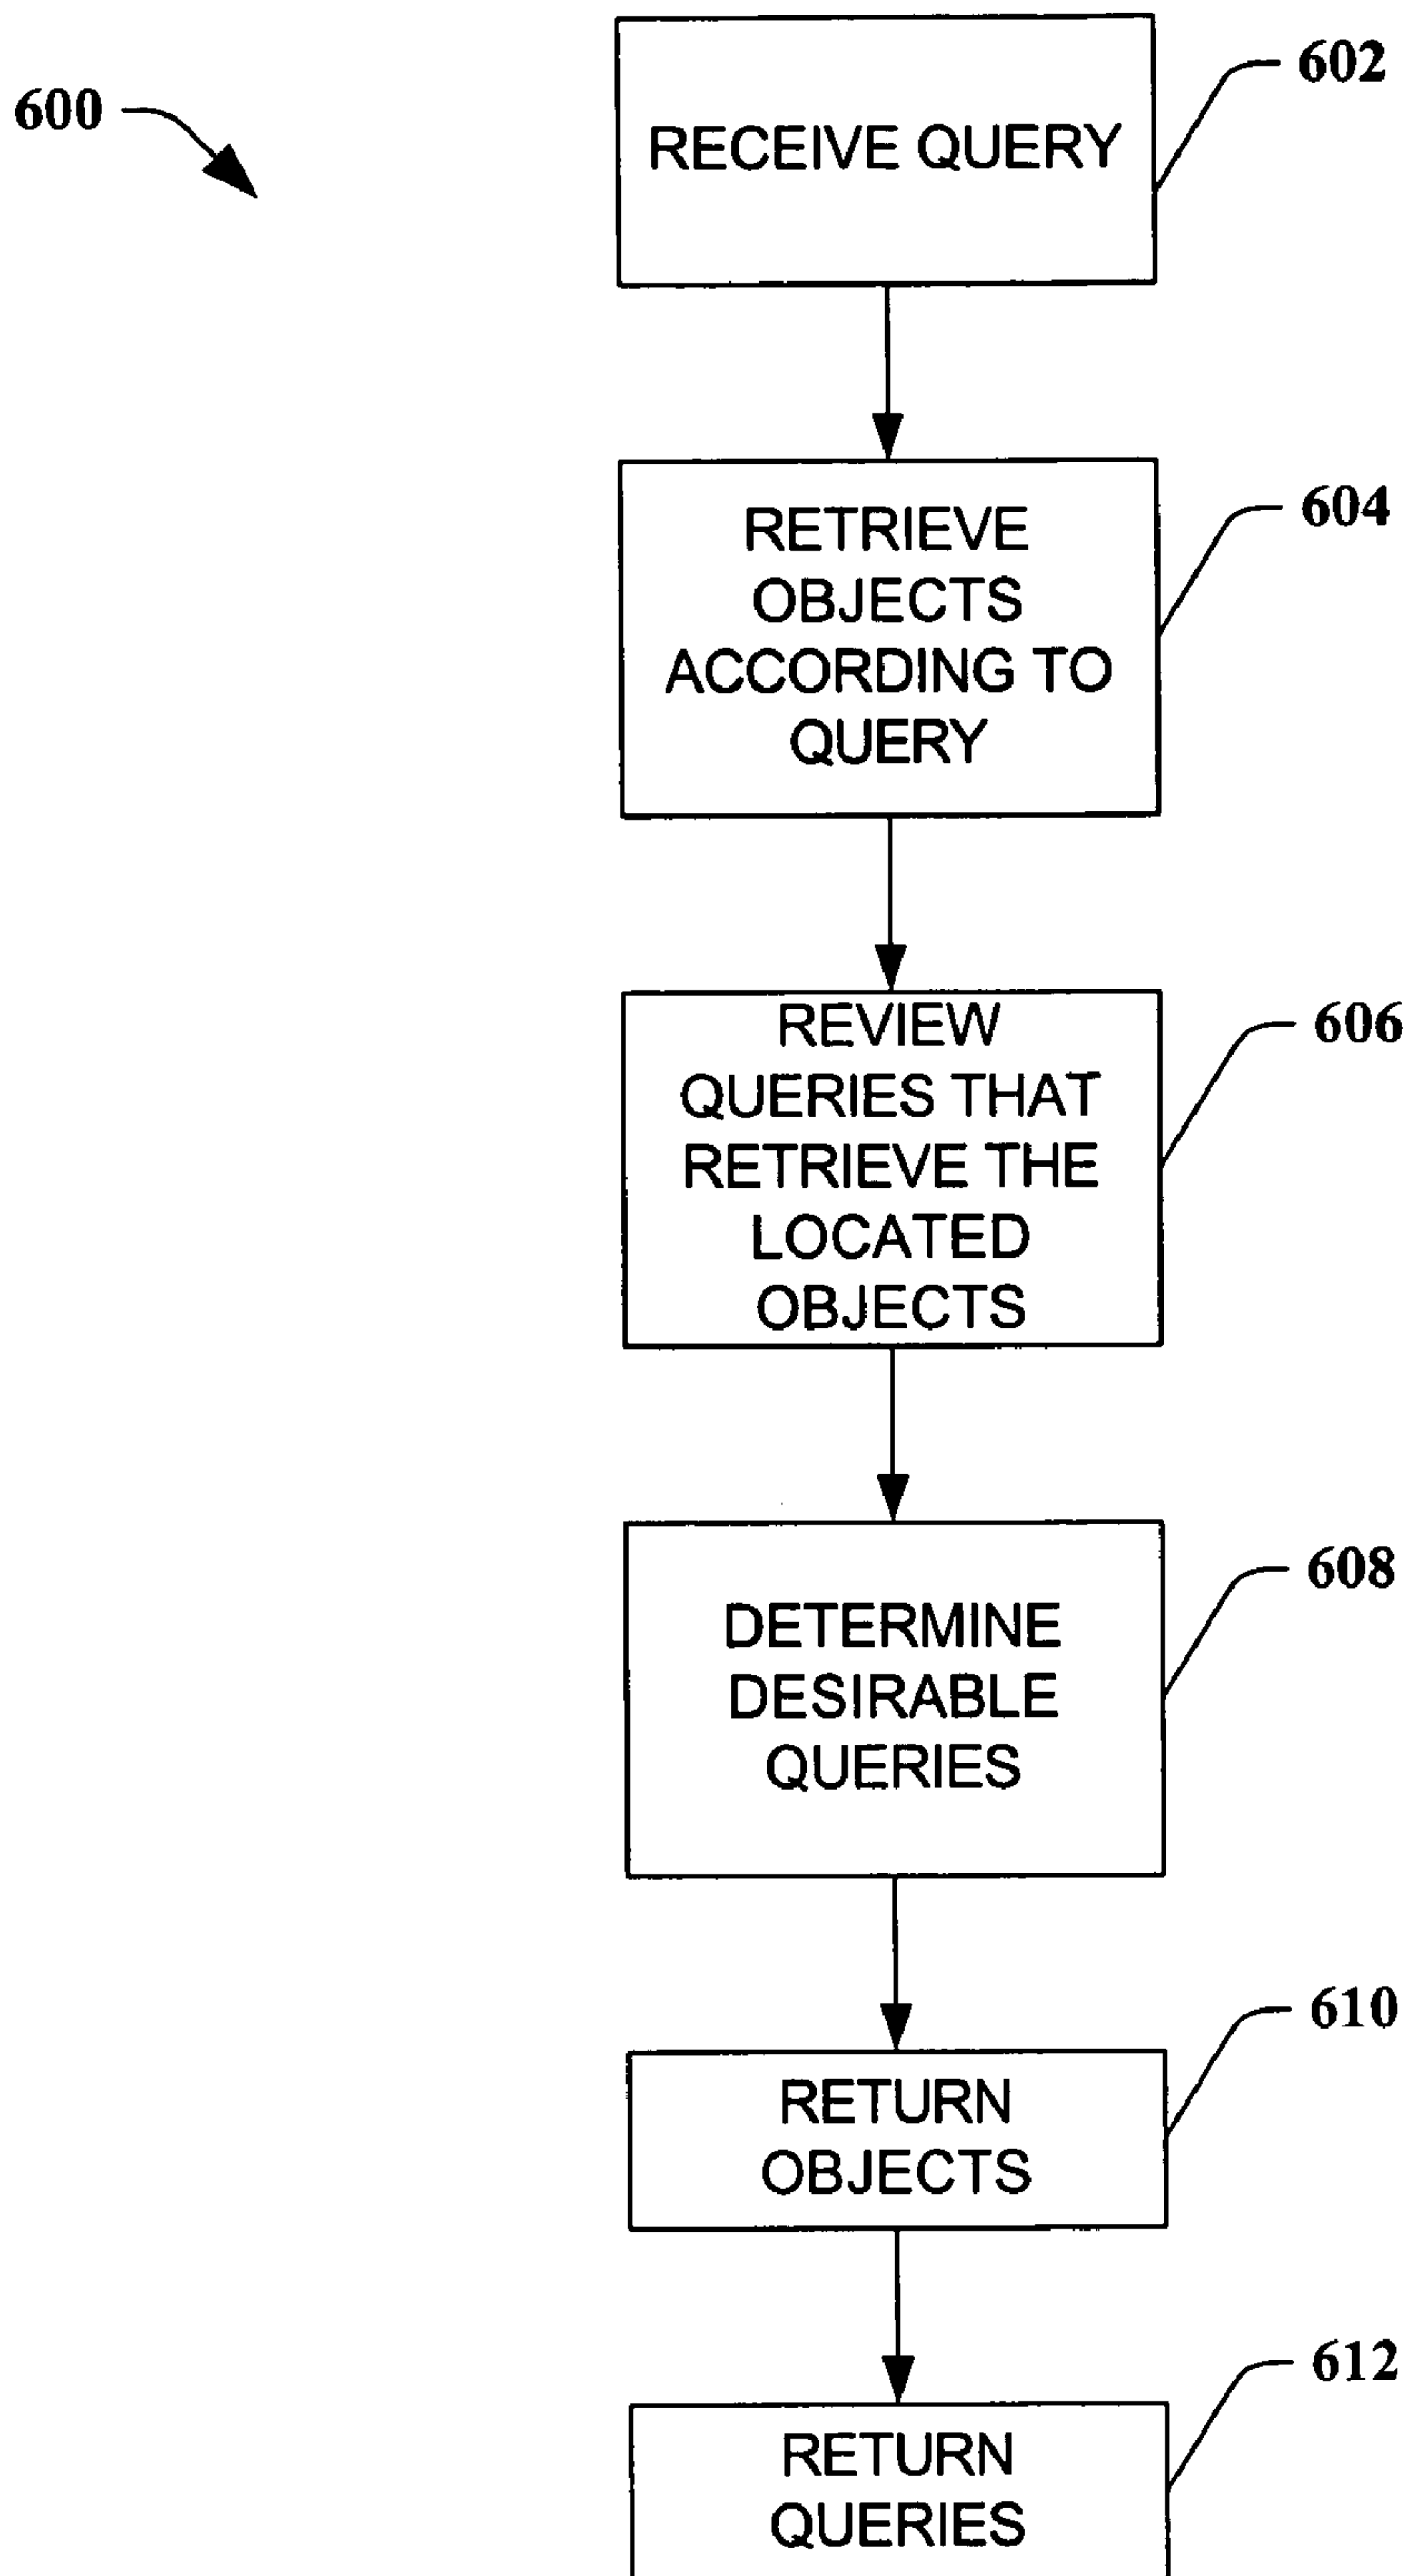 600
602
RECEIVE QUERY
604
RETRIEVE
OBJECTS
ACCORDING TO
QUERY
606
REVIEW
QUERIES THAT
RETRIEVE THE
LOCATED
OBJECTS
608
DETERMINE
DESIRABLE
QUERIES
610
RETURN
OBJECTS
612
RETURN
QUERIES